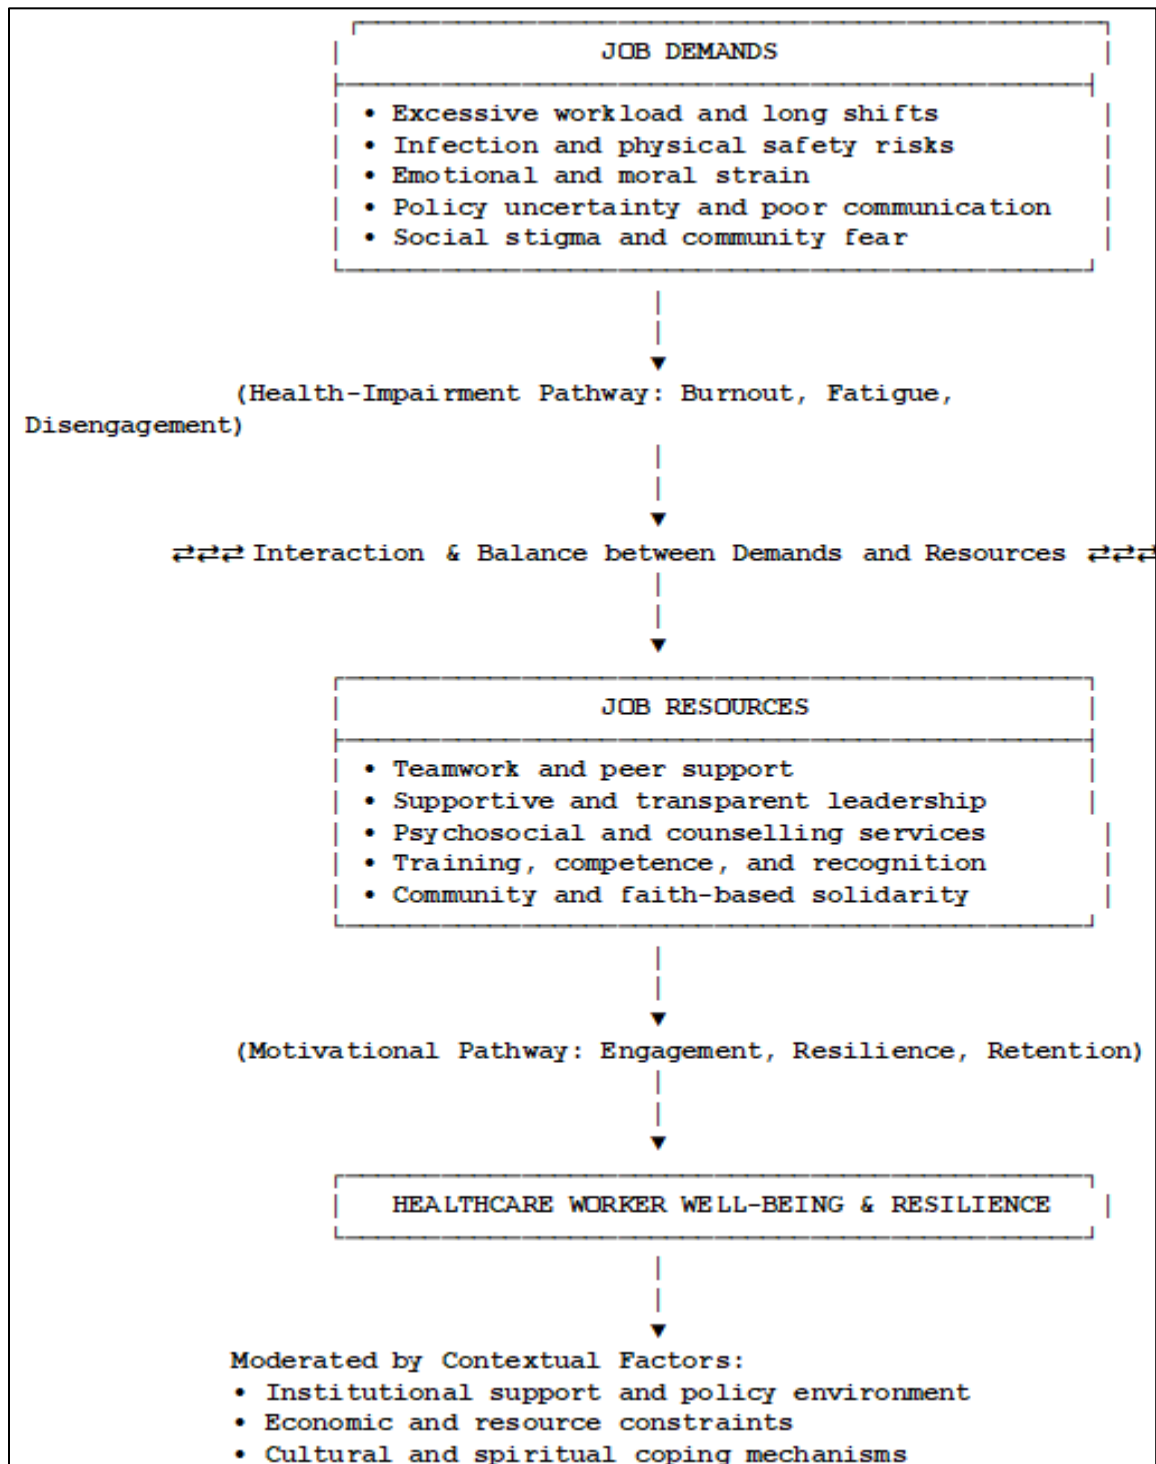 JOB DEMANDS
• Excessive workload and long shifts
• Infection and physical safety risks
• Emotional and moral strain
• Policy uncertainty and poor communication
• Social stigma and community fear
(Health-Impairment Pathway: Burnout, Fatigue,
Disengagement)
⇄⇄⇄ Interaction & Balance between Demands and Resources ⇄⇄⇄
JOB RESOURCES
• Teamwork and peer support
• Supportive and transparent leadership
• Psychosocial and counselling services
• Training, competence, and recognition
• Community and faith-based solidarity
(Motivational Pathway: Engagement, Resilience, Retention)
HEALTHCARE WORKER WELL-BEING & RESILIENCE
Moderated by Contextual Factors:
• Institutional support and policy environment
• Economic and resource constraints
• Cultural and spiritual coping mechanisms